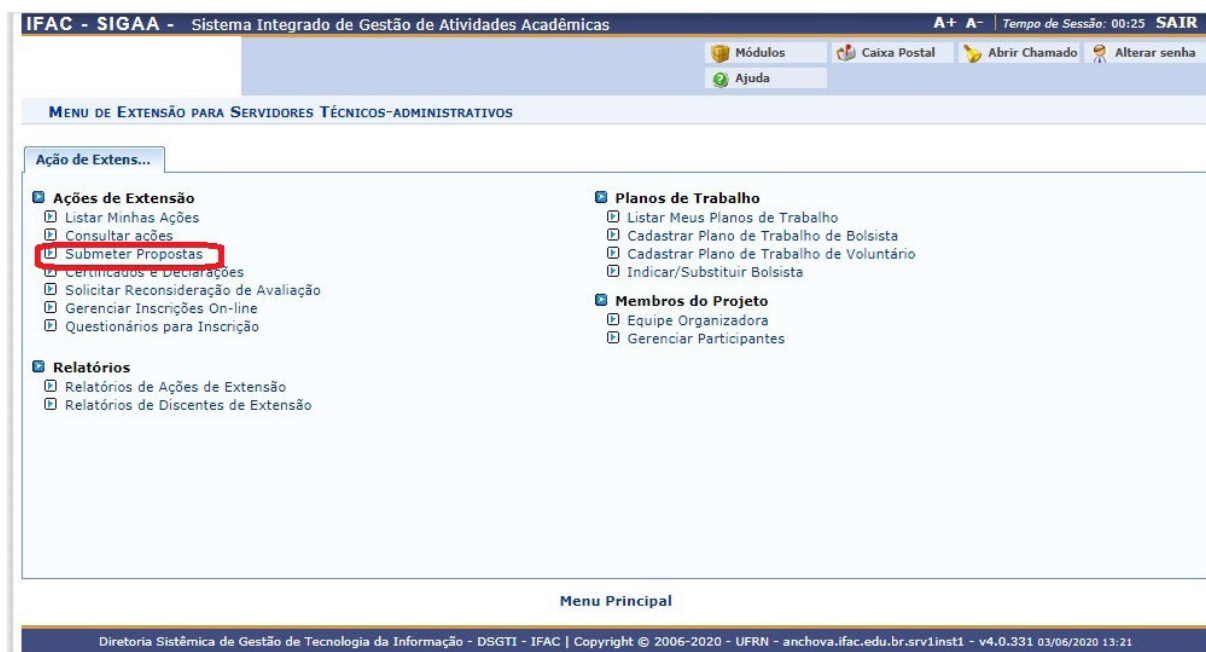 IFAC - SIGAA - Sistema Integrado de Gestão de Atividades Acadêmicas
A+ A- | Tempo de Sessão: 00:25 SAIR
Módulos
Caixa Postal
Abrir Chamado
Alterar senha
Ajuda
MENU DE EXTENSÃO PARA SERVIDORES TÉCNICOS-ADMINISTRATIVOS
Ação de Extens...
Ações de Extensão
Listar Minhas Ações
Consultar ações
Submeter Propostas
Certificados e Declarações
Solicitar Reconsideração de Avaliação
Gerenciar Inscrições On-line
Questionários para Inscrição
Relatórios
Relatórios de Ações de Extensão
Relatórios de Discentes de Extensão
Planos de Trabalho
Listar Meus Planos de Trabalho
Cadastrar Plano de Trabalho de Bolsista
Cadastrar Plano de Trabalho de Voluntário
Indicar/Substituir Bolsista
Membros do Projeto
Equipe Organizadora
Gerenciar Participantes
Menu Principal
Diretoria Sistêmica de Gestão de Tecnologia da Informação - DSGTI - IFAC | Copyright © 2006-2020 - UFRN - anchova.ifac.edu.br.srv1inst1 - v4.0.331 03/06/2020 13:21